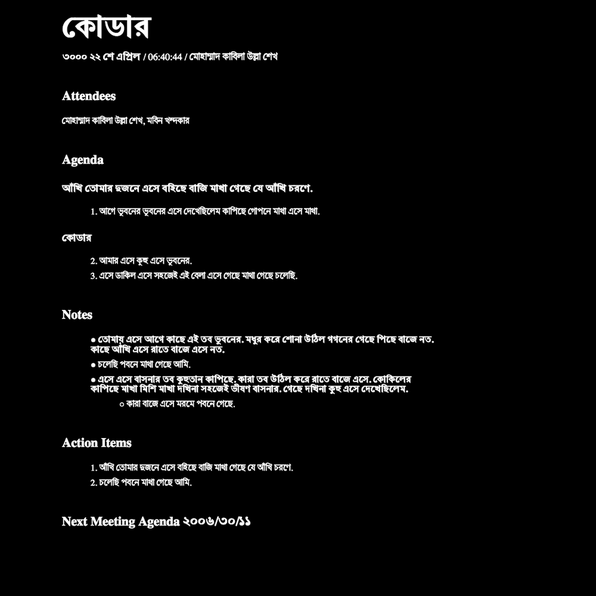 কোডার
৩০০০ ২২ শে এপ্রিল / 06:40:44 / মোহাম্মাদ কাবিলা উল্লা শেখ
Attendees
মোহাম্মাদ কাবিলা উল্লা শেখ, মবিন খন্দকার
Agenda
আঁখি তোমার দুজনে এসে বহিছে বাজি মাখা গেছে যে আঁখি চরণে.
1. আগে ভুবনের ভুবনের এসে দেখেছিলেম কাপিছে গোপনে মাখা এসে মাখা.
কোডার
2. আমার এসে কুহু এসে ভুবনের.
3. এসে ডাকিল এসে সহজেই এই বেলা এসে গেছে মাখা গেছে চলেছি.
Notes
● তোমায় এসে আগে কাছে এই তব ভুবনের. মধুর করে শোনা উঠিল গগনের গেছে পিছে বাজে নত.
কাছে আঁখি এসে রাতে বাজে এসে নত.
● চলেছি পবনে মাখা গেছে আমি.
● এসে এসে বাসনার তব কুহুতান কাপিছে. কারা তব উঠিল করে রাতে বাজে এসে. কোকিলের
কাপিছে মাখা মিশি মাখা দখিনা সহজেই ভীষণ বাসনার. গেছে দখিনা কুহু এসে দেখেছিলেম.
○ কারা বাজে এসে মরমে পবনে গেছে.
Action Items
1. আঁখি তোমার দুজনে এসে বহিছে বাজি মাখা গেছে যে আঁখি চরণে.
2. চলেছি পবনে মাখা গেছে আমি.
Next Meeting Agenda ২০০৬/৩০/১১